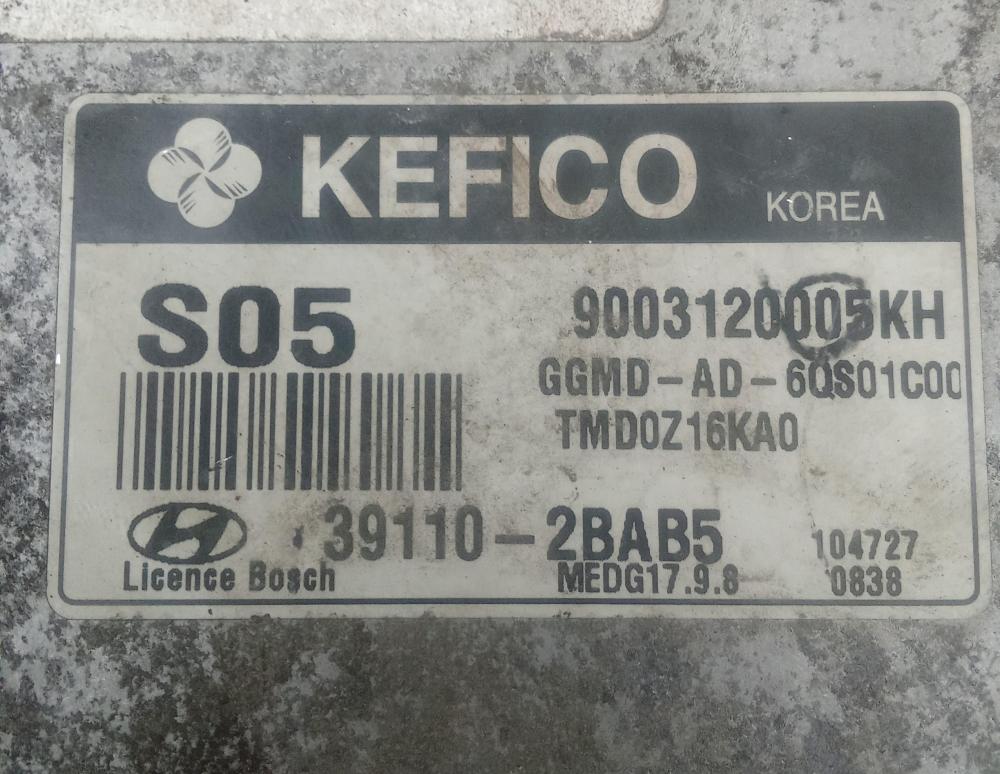 KEFICO KOREA
S05
9003120005KH
GGMD-AD-6QS01C00
TMD0Z16KA0
39110-2BAB5
104727
Licence Bosch
MEDG17.9.8
0838